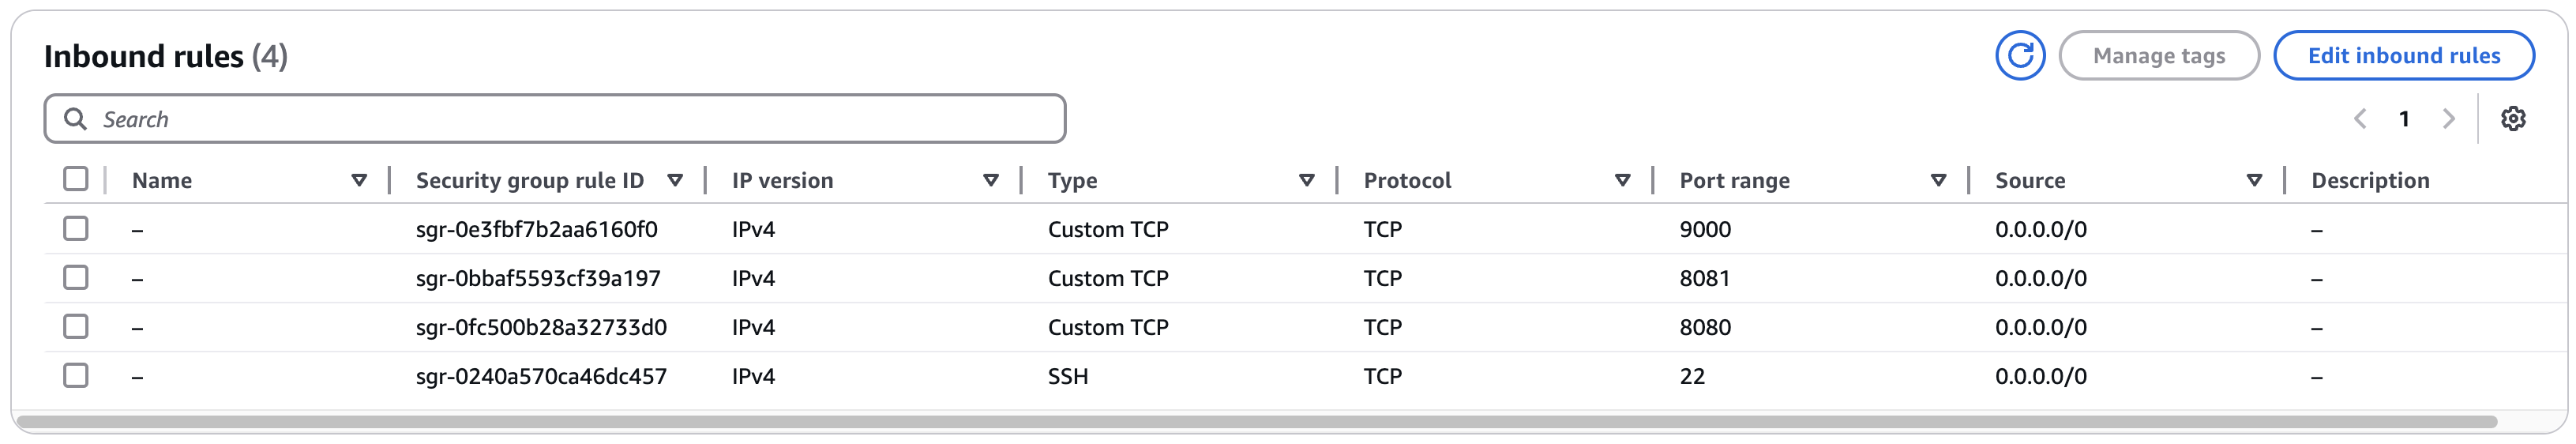 Inbound rules (4)
Manage tags
Edit inbound rules
Search
1
Name Security group rule ID IP version Type Protocol Port range Source Description
– sgr-0e3fbf7b2aa6160f0 IPv4 Custom TCP TCP 9000 0.0.0.0/0 –
– sgr-0bbaf5593cf39a197 IPv4 Custom TCP TCP 8081 0.0.0.0/0 –
– sgr-0fc500b28a32733d0 IPv4 Custom TCP TCP 8080 0.0.0.0/0 –
– sgr-0240a570ca46dc457 IPv4 SSH TCP 22 0.0.0.0/0 –